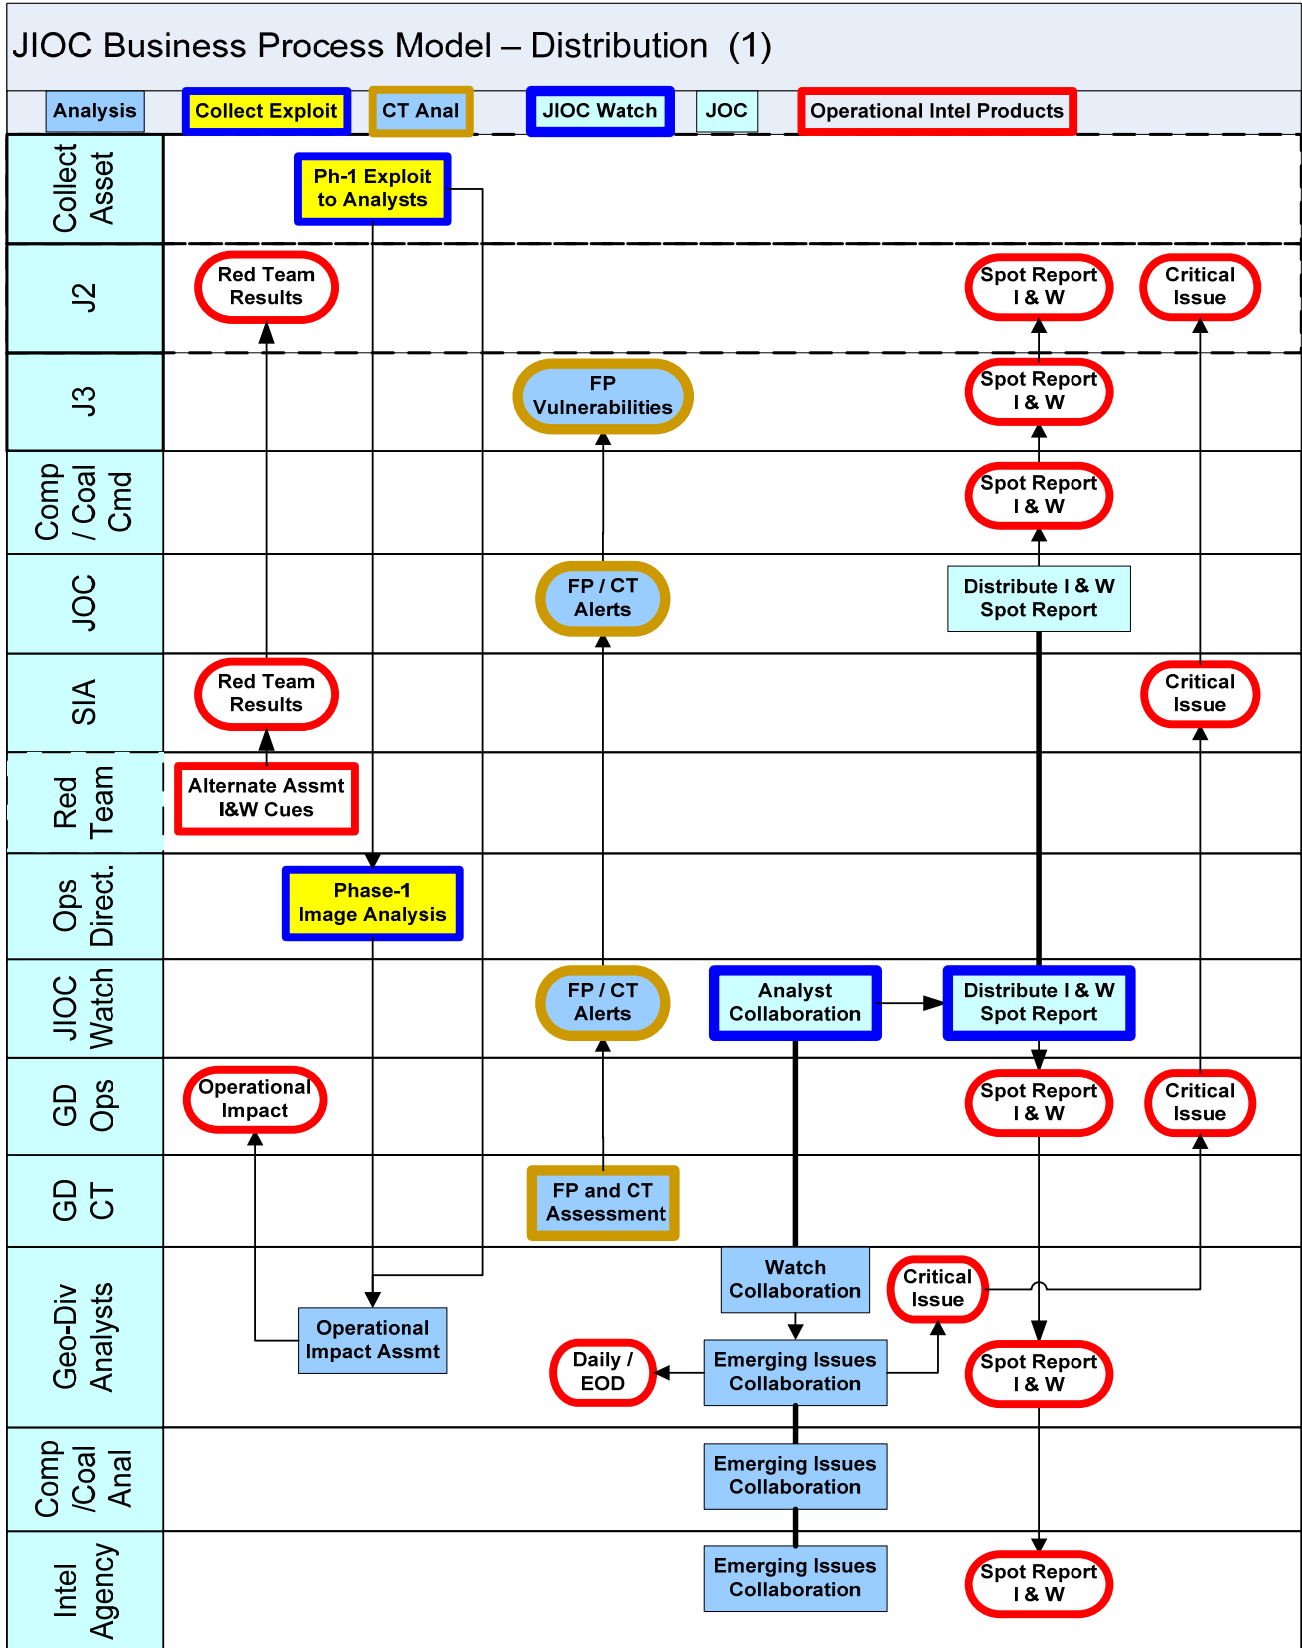 JIOC Business Process Model – Distribution (1)
Analysis
Collect Exploit
CT Anal
JIOC Watch
JOC
Operational Intel Products
Collect
Asset
Ph-1 Exploit
to Analysts
J2
Red Team
Results
Spot Report
I & W
Critical
Issue
J3
FP
Vulnerabilities
Spot Report
I & W
Comp
/ Coal
Cmd
Spot Report
I & W
JOC
FP / CT
Alerts
Distribute I & W
Spot Report
SIA
Red Team
Results
Critical
Issue
Red
Team
Alternate Assmt
I&W Cues
Ops
Direct.
Phase-1
Image Analysis
JIOC
Watch
FP / CT
Alerts
Analyst
Collaboration
Distribute I & W
Spot Report
GD
Ops
Operational
Impact
Spot Report
I & W
Critical
Issue
GD
CT
FP and CT
Assessment
Geo-Div
Analysts
Watch
Collaboration
Critical
Issue
Operational
Impact Assmt
Daily /
EOD
Emerging Issues
Collaboration
Spot Report
I & W
Comp
/Coal
Anal
Emerging Issues
Collaboration
Intel
Agency
Emerging Issues
Collaboration
Spot Report
I & W